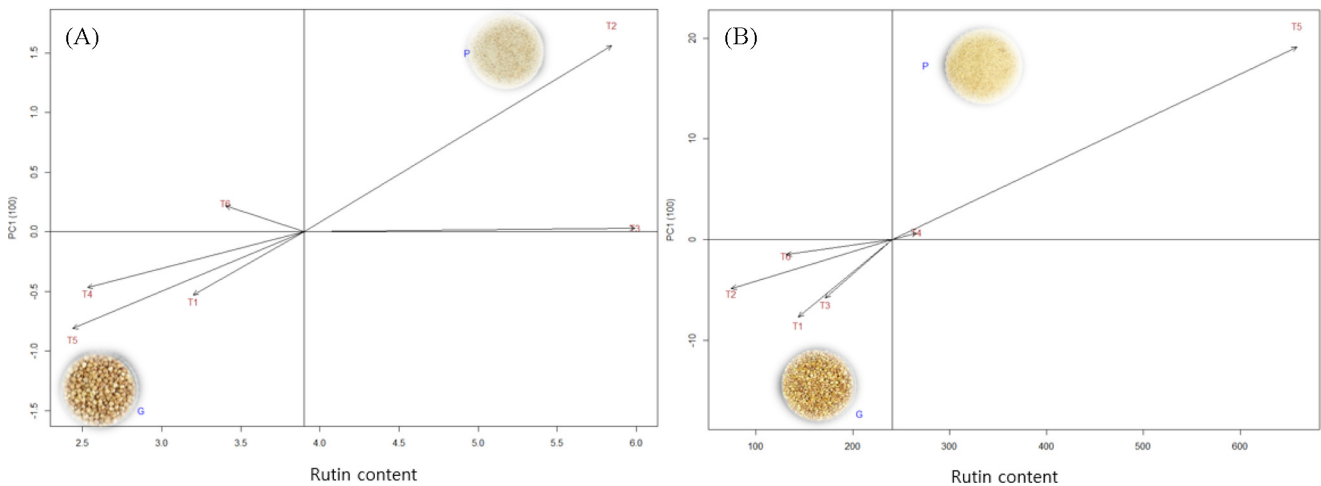 (A)
T2
P
T6
T3
T4
T1
T5
G
1.5
1.0
0.5
0.0
-0.5
-1.0
-1.5
PC1 (100)
2.5 3.0 3.5 4.0 4.5 5.0 5.5 6.0
Rutin content
(B)
T5
P
4
T6
T2
T3
T1
G
20
10
0
-10
PC1 (100)
100 200 300 400 500 600
Rutin content